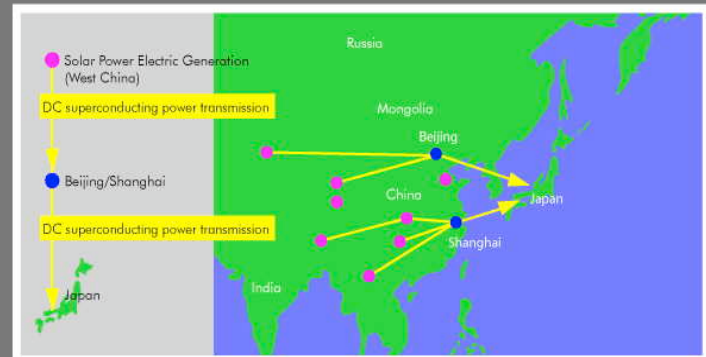 Solar Power Electric Generation
(West China)
DC superconducting power transmission
Beijing/Shanghai
DC superconducting power transmission
Japan
Russia
Mongolia
Beijing
China
Japan
Shanghai
India